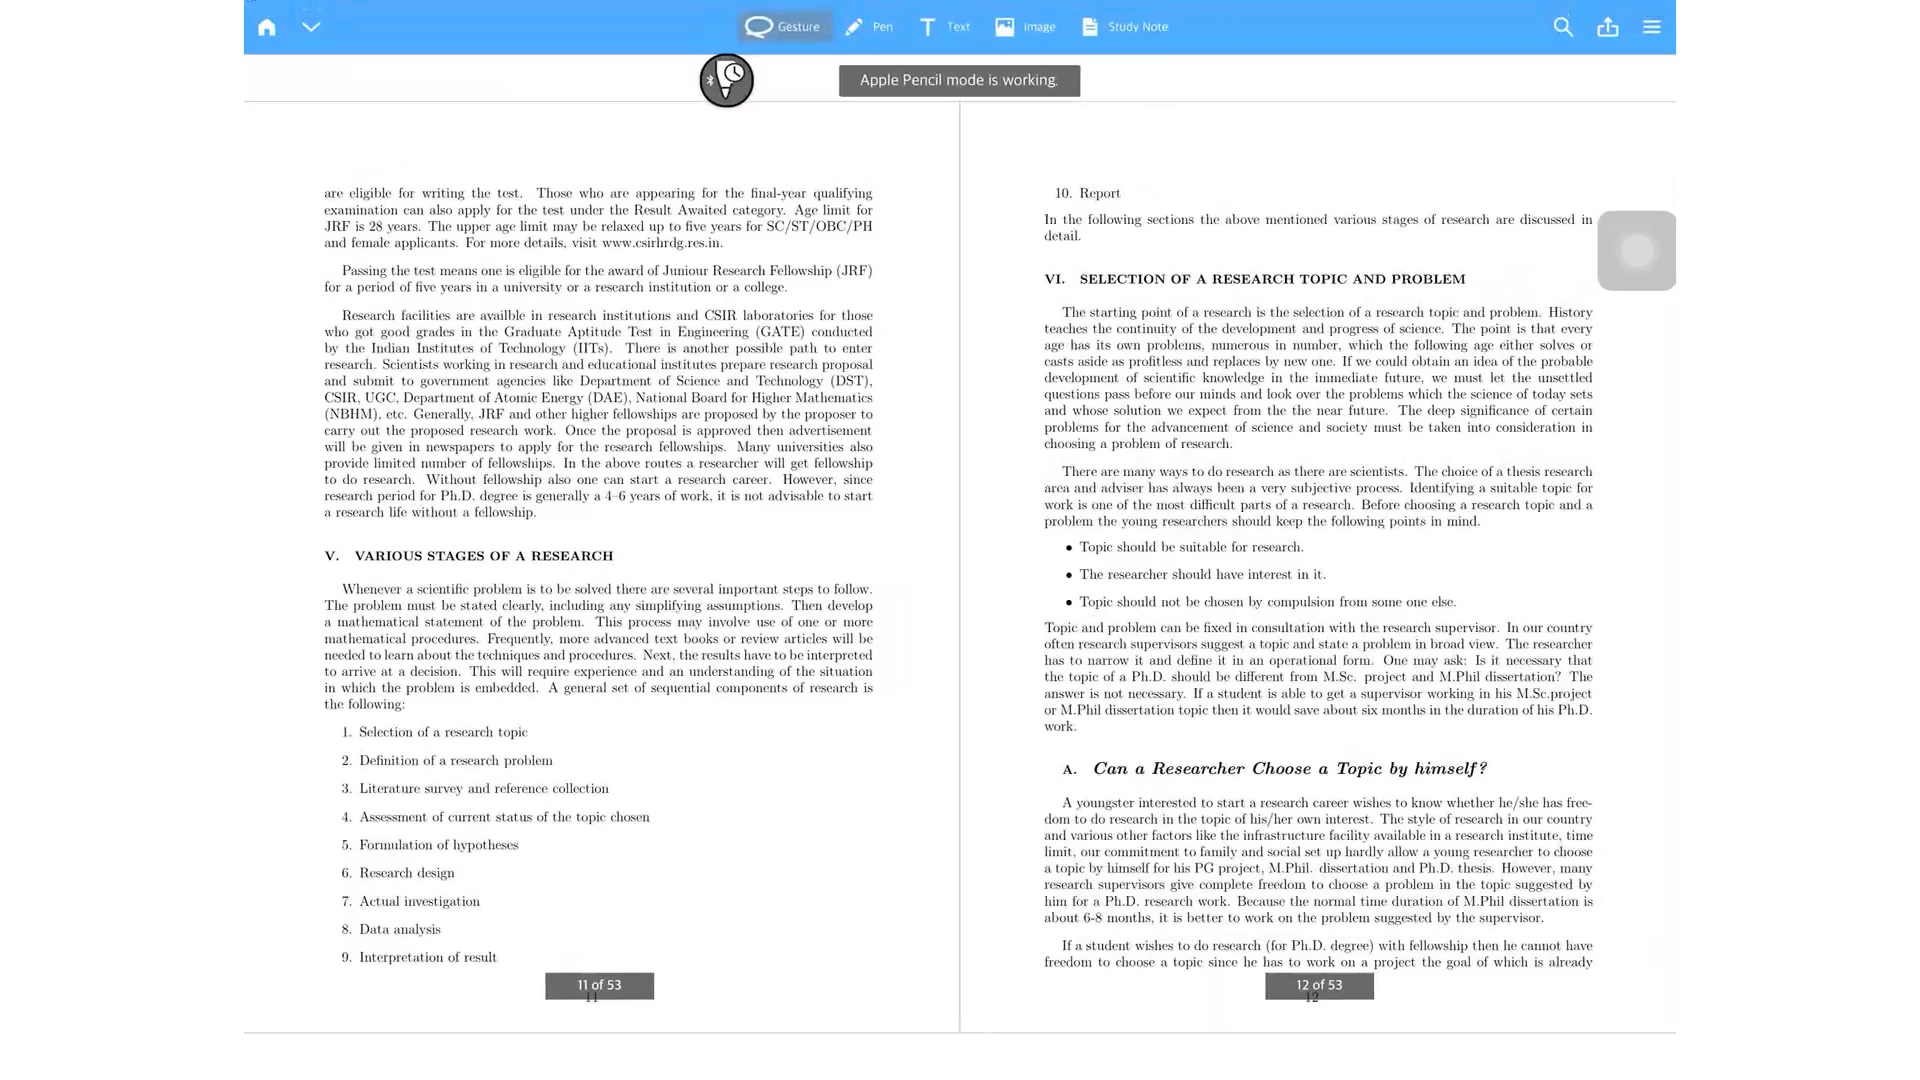 Gesture Pen Text Image Study Note
Apple Pencil mode is working.
are eligible for writing the test. Those who are appearing for the final-year qualifying
examination can also apply for the test under the Result Awaited category. Age limit for
JRF is 28 years. The upper age limit may be relaxed up to five years for SC/ST/OBC/PH
and female applicants. For more details, visit www.csirhrdg.res.in.
Passing the test means one is eligible for the award of Juniour Research Fellowship (JRF)
for a period of five years in a university or a research institution or a college.
Research facilities are availble in research institutions and CSIR laboratories for those
who got good grades in the Graduate Aptitude Test in Engineering (GATE) conducted
by the Indian Institutes of Technology (IITs). There is another possible path to enter
research. Scientists working in research and educational institutes prepare research proposal
and submit to government agencies like Department of Science and Technology (DST),
CSIR, UGC, Department of Atomic Energy (DAE), National Board for Higher Mathematics
(NBHM), etc. Generally, JRF and other higher fellowships are proposed by the proposer to
carry out the proposed research work. Once the proposal is approved then advertisement
will be given in newspapers to apply for the research fellowships. Many universities also
provide limited number of fellowships. In the above routes a researcher will get fellowship
to do research. Without fellowship also one can start a research career. However, since
research period for Ph.D. degree is generally a 4–6 years of work, it is not advisable to start
a research life without a fellowship.
V. VARIOUS STAGES OF A RESEARCH
Whenever a scientific problem is to be solved there are several important steps to follow.
The problem must be stated clearly, including any simplifying assumptions. Then develop
a mathematical statement of the problem. This process may involve use of one or more
mathematical procedures. Frequently, more advanced text books or review articles will be
needed to learn about the techniques and procedures. Next, the results have to be interpreted
to arrive at a decision. This will require experience and an understanding of the situation
in which the problem is embedded. A general set of sequential components of research is
the following:
1. Selection of a research topic
2. Definition of a research problem
3. Literature survey and reference collection
4. Assessment of current status of the topic chosen
5. Formulation of hypotheses
6. Research design
7. Actual investigation
8. Data analysis
9. Interpretation of result
11 of 53
11
10. Report
In the following sections the above mentioned various stages of research are discussed in
detail.
VI. SELECTION OF A RESEARCH TOPIC AND PROBLEM
The starting point of a research is the selection of a research topic and problem. History
teaches the continuity of the development and progress of science. The point is that every
age has its own problems, numerous in number, which the following age either solves or
casts aside as profitless and replaces by new one. If we could obtain an idea of the probable
development of scientific knowledge in the immediate future, we must let the unsettled
questions pass before our minds and look over the problems which the science of today sets
and whose solution we expect from the the near future. The deep significance of certain
problems for the advancement of science and society must be taken into consideration in
choosing a problem of research.
There are many ways to do research as there are scientists. The choice of a thesis research
area and adviser has always been a very subjective process. Identifying a suitable topic for
work is one of the most difficult parts of a research. Before choosing a research topic and a
problem the young researchers should keep the following points in mind.
• Topic should be suitable for research.
• The researcher should have interest in it.
• Topic should not be chosen by compulsion from some one else.
Topic and problem can be fixed in consultation with the research supervisor. In our country
often research supervisors suggest a topic and state a problem in broad view. The researcher
has to narrow it and define it in an operational form. One may ask: Is it necessary that
the topic of a Ph.D. should be different from M.Sc. project and M.Phil dissertation? The
answer is not necessary. If a student is able to get a supervisor working in his M.Sc.project
or M.Phil dissertation topic then it would save about six months in the duration of his Ph.D.
work.
A. Can a Researcher Choose a Topic by himself?
A youngster interested to start a research career wishes to know whether he/she has free-
dom to do research in the topic of his/her own interest. The style of research in our country
and various other factors like the infrastructure facility available in a research institute, time
limit, our commitment to family and social set up hardly allow a young researcher to choose
a topic by himself for his PG project, M.Phil. dissertation and Ph.D. thesis. However, many
research supervisors give complete freedom to choose a problem in the topic suggested by
him for a Ph.D. research work. Because the normal time duration of M.Phil dissertation is
about 6-8 months, it is better to work on the problem suggested by the supervisor.
If a student wishes to do research (for Ph.D. degree) with fellowship then he cannot have
freedom to choose a topic since he has to work on a project the goal of which is already
12 of 53
12